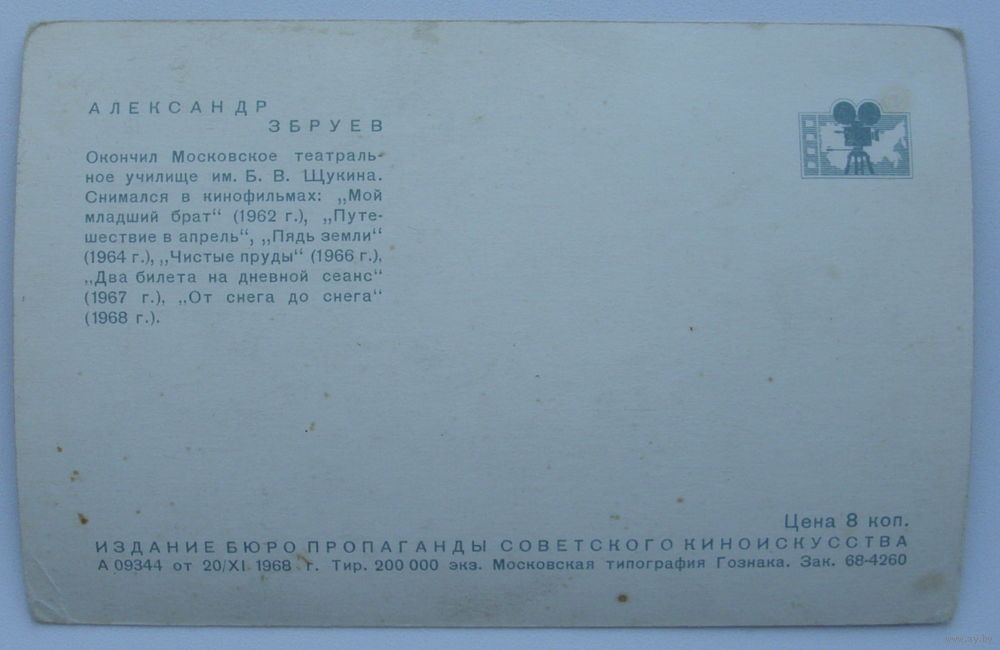 АЛЕКСАНДР
ЗБРУЕВ
Окончил Московское театраль-
ное училище им. Б. В. Щукина.
Снимался в кинофильмах: „Мой
младший брат“ (1962 г.), „Путе-
шествие в апрель“, „Пядь земли“
(1964 г.), „Чистые пруды“ (1966 г.),
„Два билета на дневной сеанс“
(1967 г.), „От снега до снега“
(1968 г.).
Цена 8 коп.
ИЗДАНИЕ БЮРО ПРОПАГАНДЫ СОВЕТСКОГО КИНОИСКУССТВА
А 09344 от 20/XI 1968 г. Тир. 200 000 экз. Московская типография Гознака. Зак. 68-4260
www.ay.by